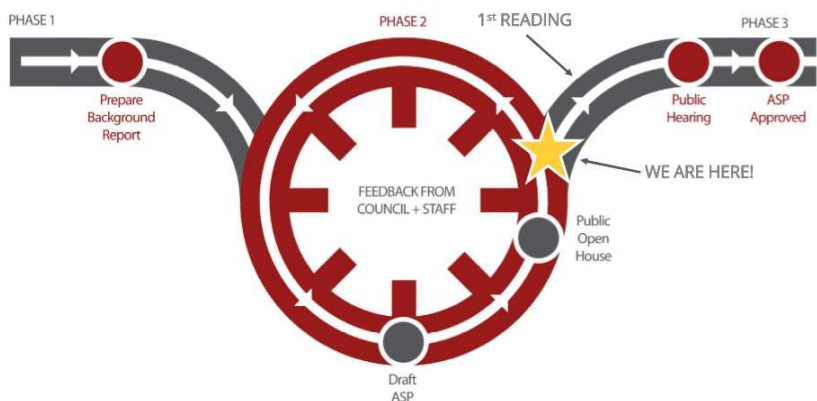 PHASE 1
PHASE 2
1st READING
PHASE 3
Prepare
Background
Report
Public
Hearing
ASP
Approved
WE ARE HERE!
FEEDBACK FROM
COUNCIL + STAFF
Public
Open
House
Draft
ASP